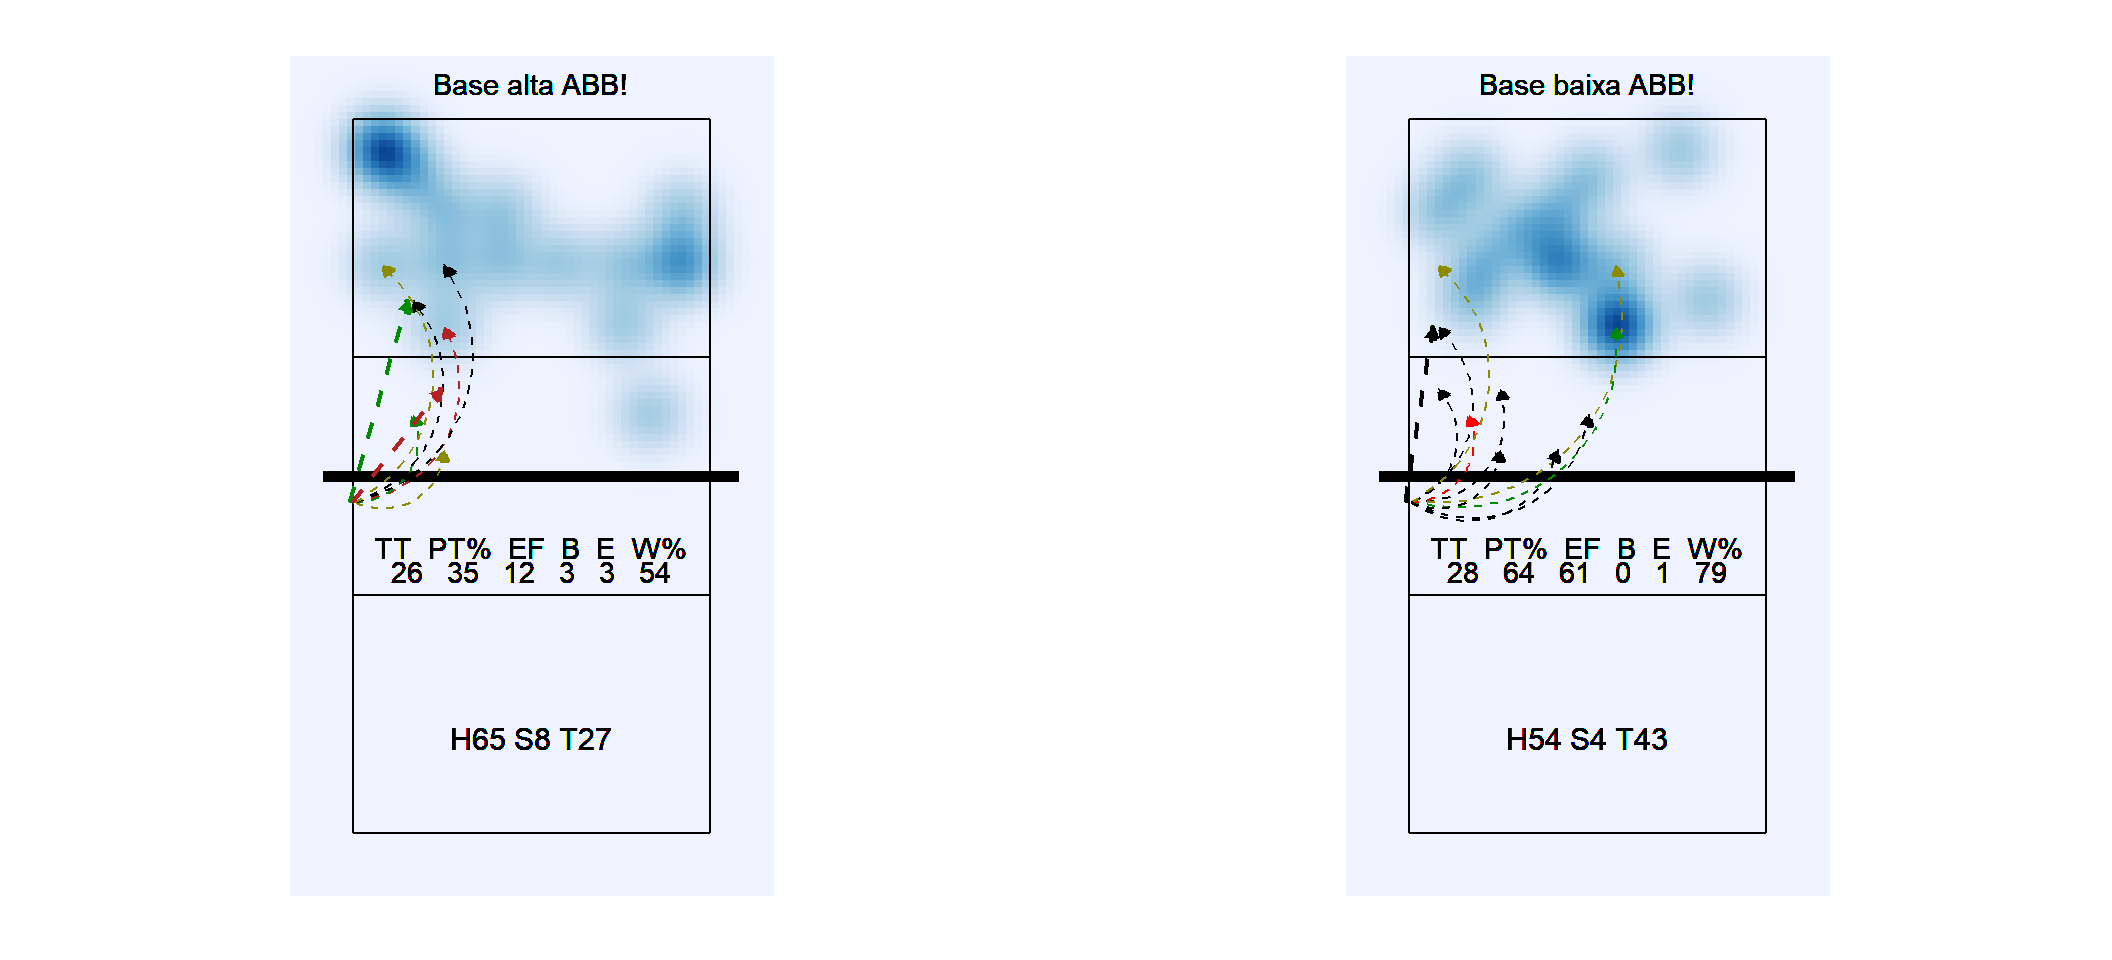 Base alta ABB!
TT PT% EF B E W%
26 35 12 3 3 54
H65 S8 T27
Base baixa ABB!
TT PT% EF B E W%
28 64 61 0 1 79
H54 S4 T43